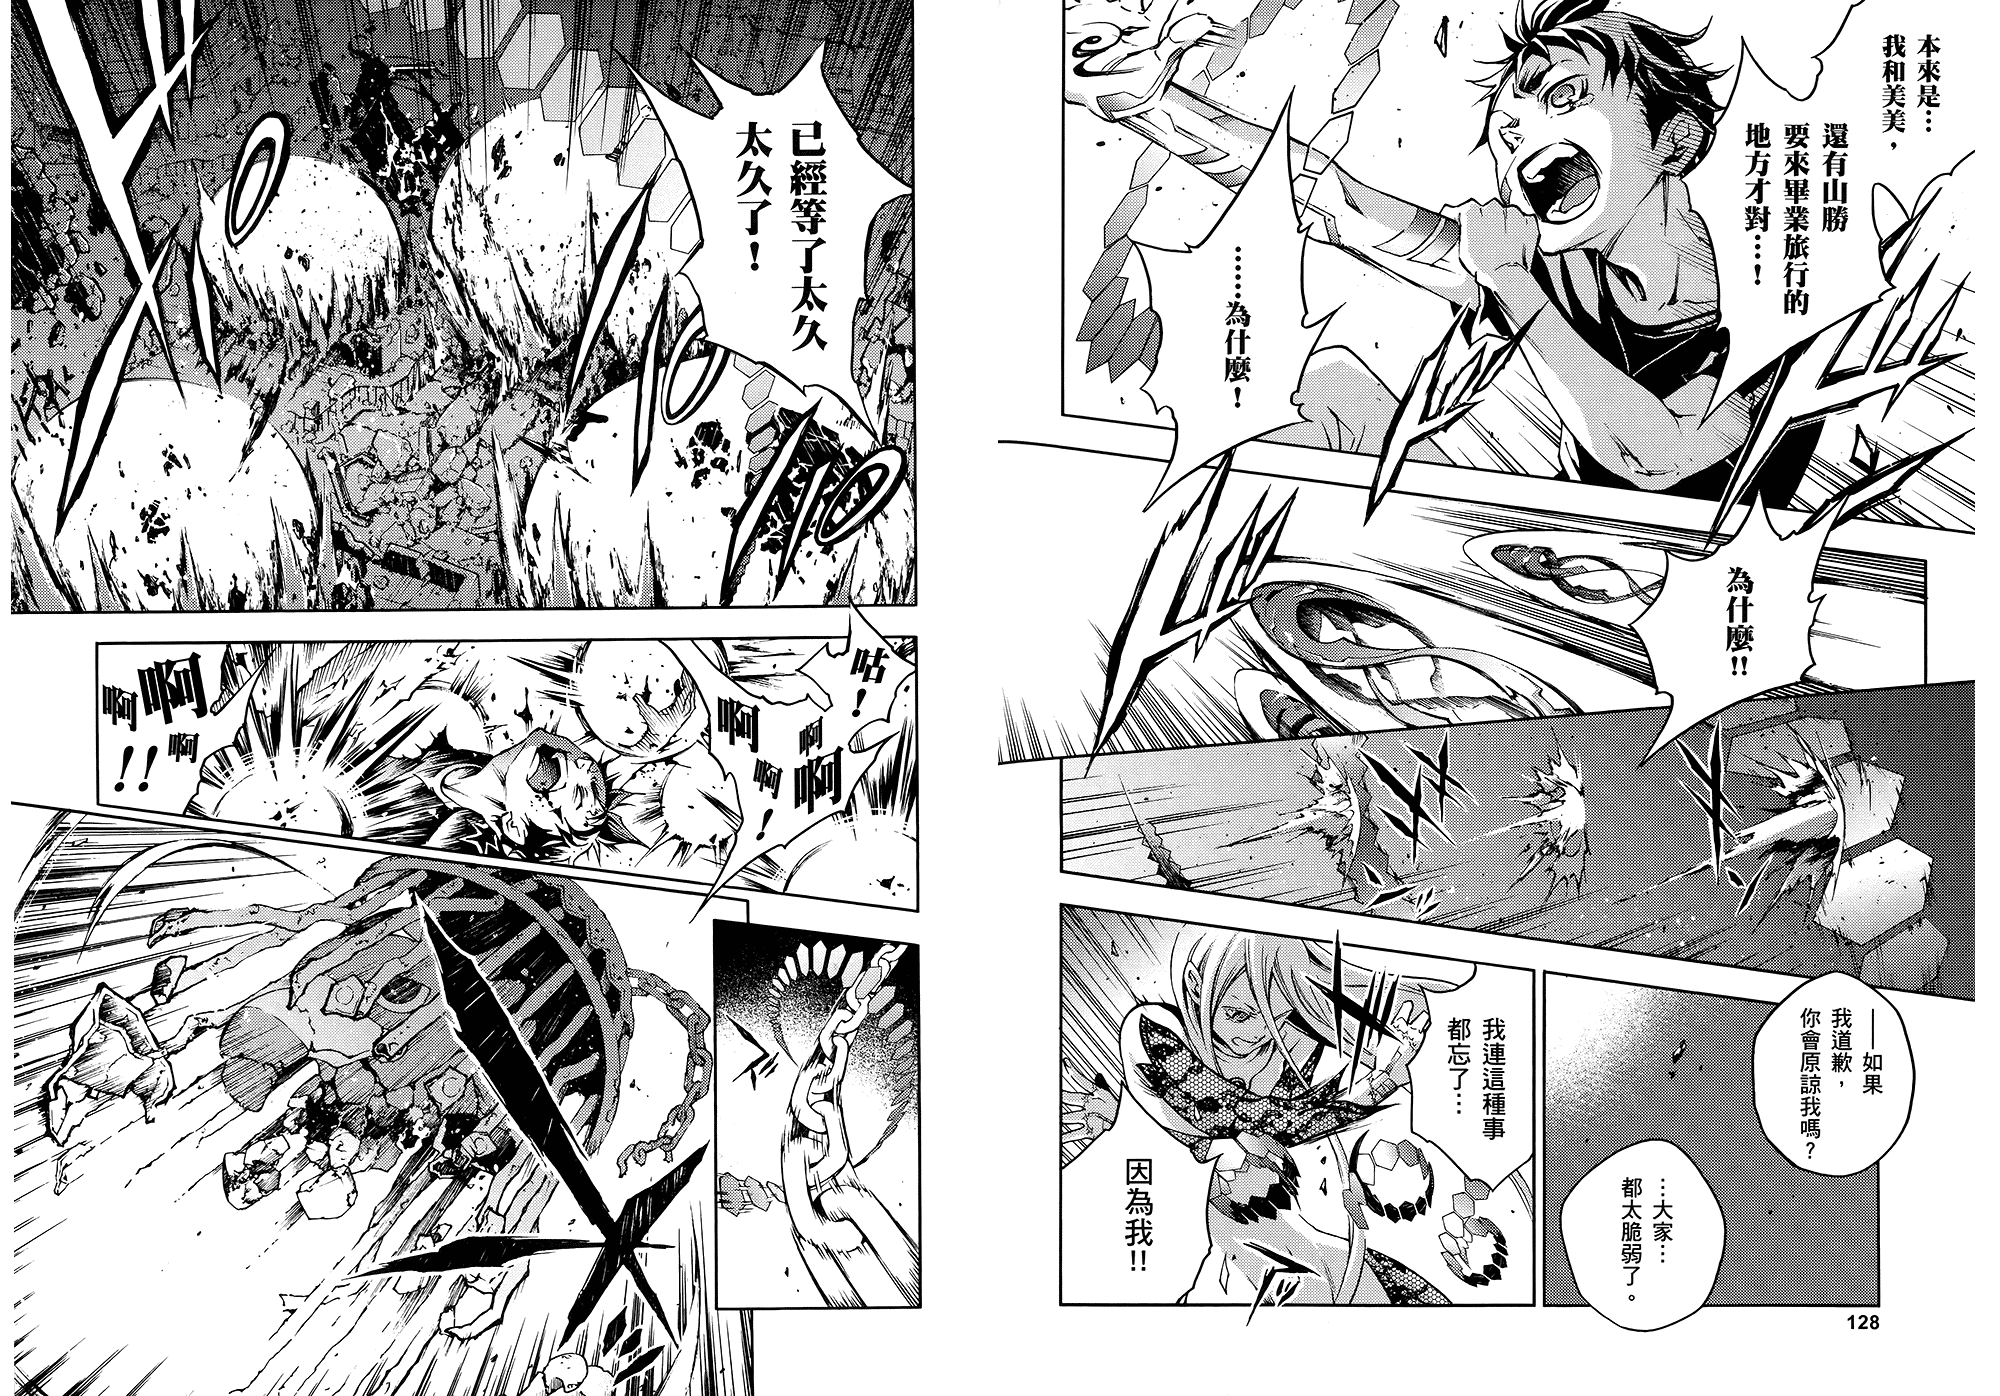 本來是…
我和美美，
還有山勝
要來畢業旅行的
地方才對……！
……為什麼！
為什麼!!
——如果
我道歉，
你會原諒我嗎？
…大家…
都太脆弱了。
我連這種事
都忘了…
因為我!!
128
已經等了太久
太久了！
咕！
啊
啊
啊
啊
！
啊
啊
啊
!!